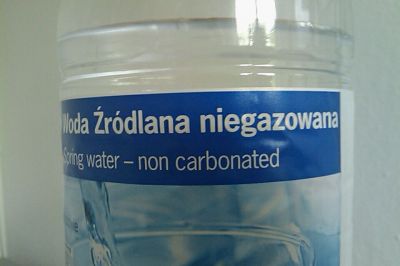 Woda Źródlana niegazowana
Spring water – non carbonated